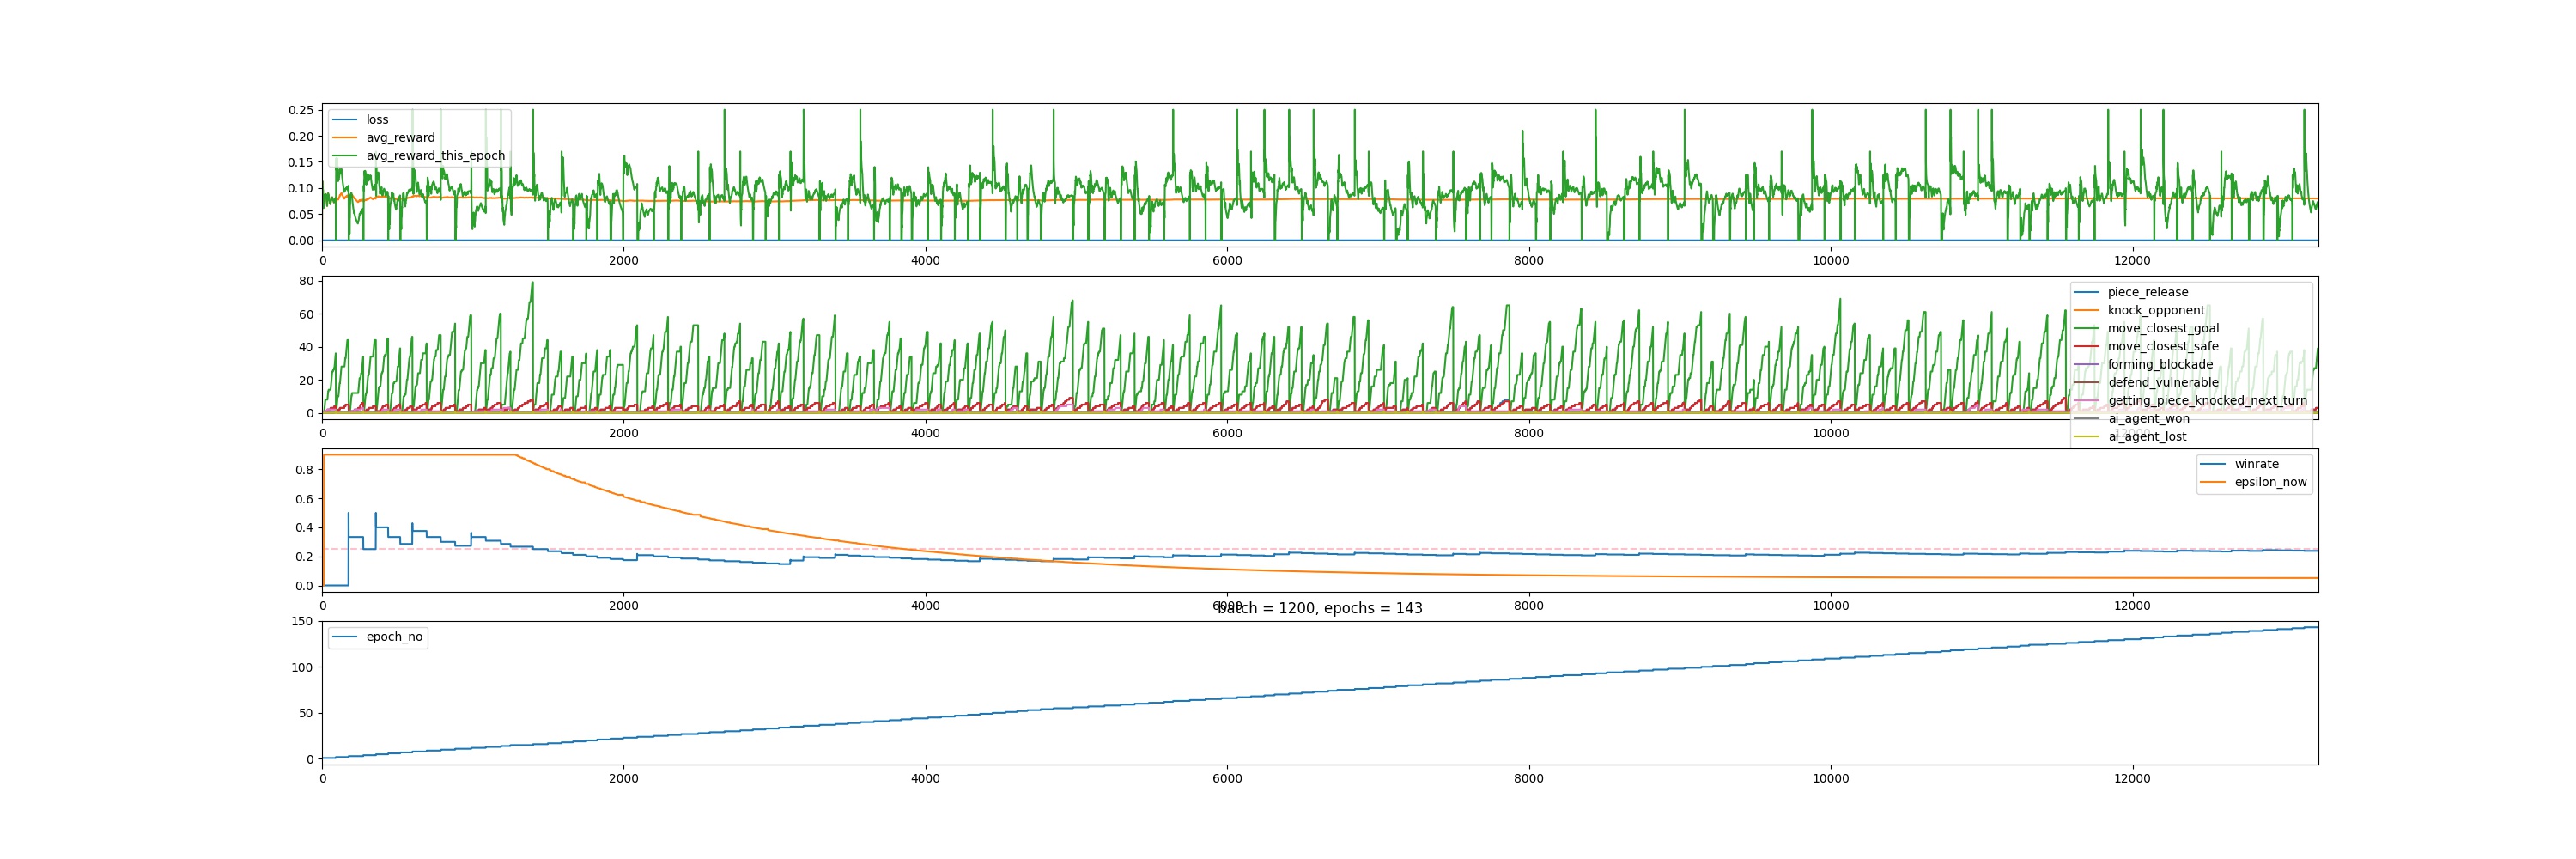 0.25
0.20
0.15
0.10
0.05
0.00
loss
avg_reward
avg_reward_this_epoch
0 2000 4000 6000 8000 10000 12000
80
60
40
20
0
piece_release
knock_opponent
move_closest_goal
move_closest_safe
forming_blockade
defend_vulnerable
getting_piece_knocked_next_turn
ai_agent_won
ai_agent_lost
0 2000 4000 6000 8000 10000 12000
0.8
0.6
0.4
0.2
0.0
winrate
epsilon_now
0 2000 4000 6000 8000 10000 12000
batch = 1200, epochs = 143
150
100
50
0
epoch_no
0 2000 4000 6000 8000 10000 12000